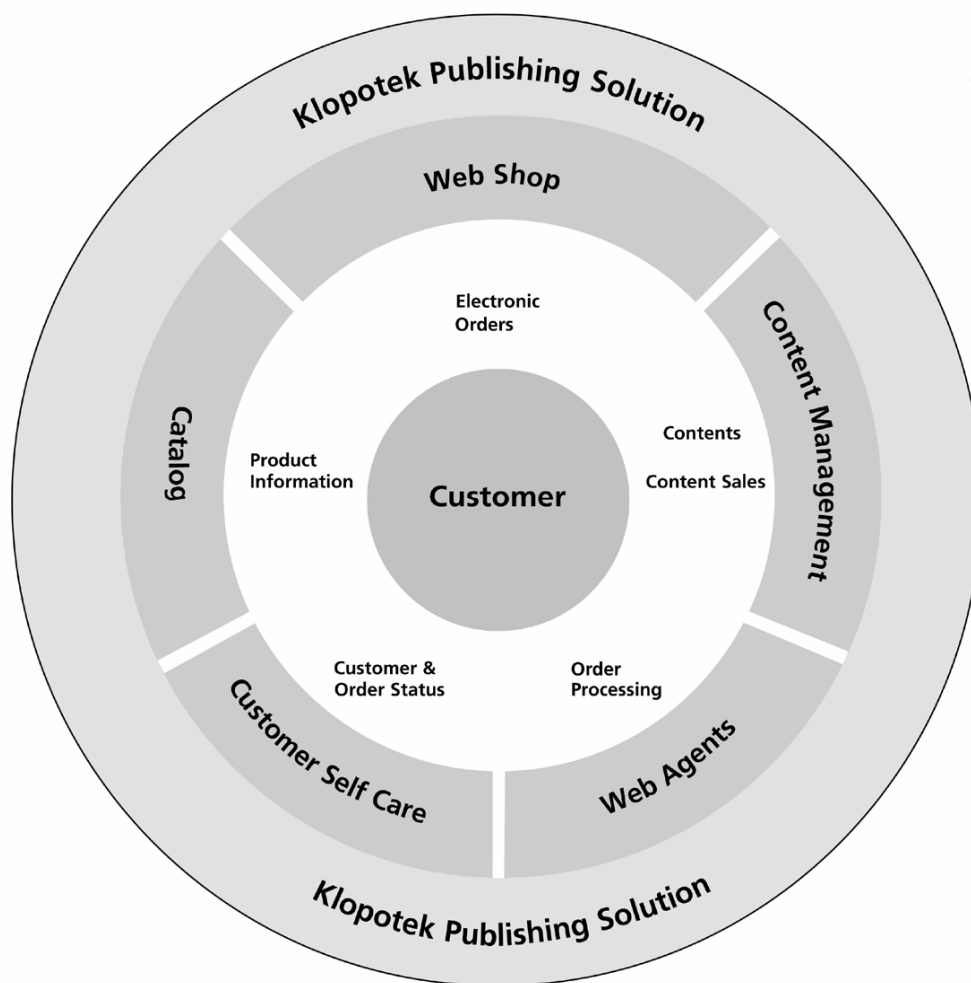 Klopotek Publishing Solution
Web Shop
Electronic
Orders
Content Management
Catalog
Contents
Product
Information
Content Sales
Customer
Customer &
Order Status
Order
Processing
Customer Self Care
Web Agents
Klopotek Publishing Solution